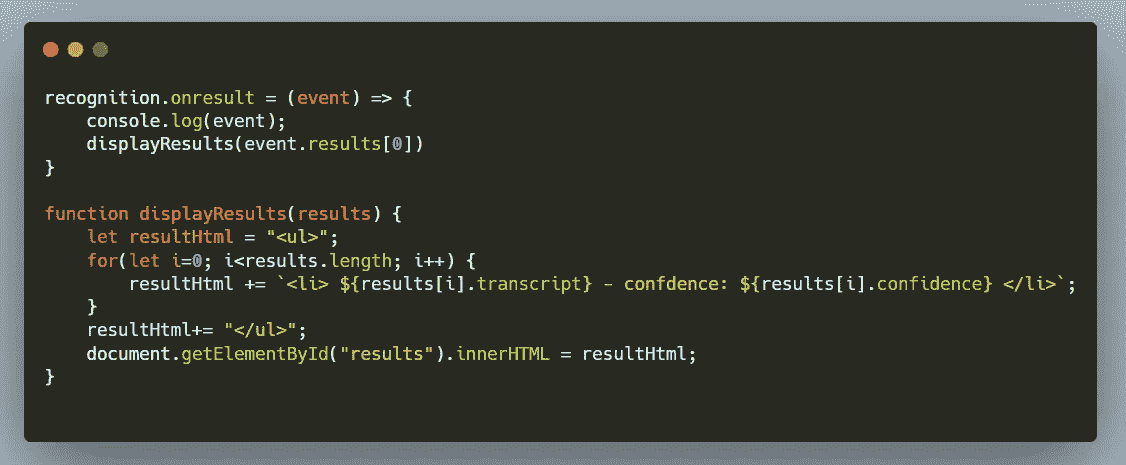 recognition.onresult = (event) => {
    console.log(event);
    displayResults(event.results[0])
}

function displayResults(results) {
    let resultHtml = "<ul>";
    for(let i=0; i<results.length; i++) {
        resultHtml += `<li> ${results[i].transcript} - confdence: ${results[i].confidence} </li>`;
    }
    resultHtml+= "</ul>";
    document.getElementById("results").innerHTML = resultHtml;
}